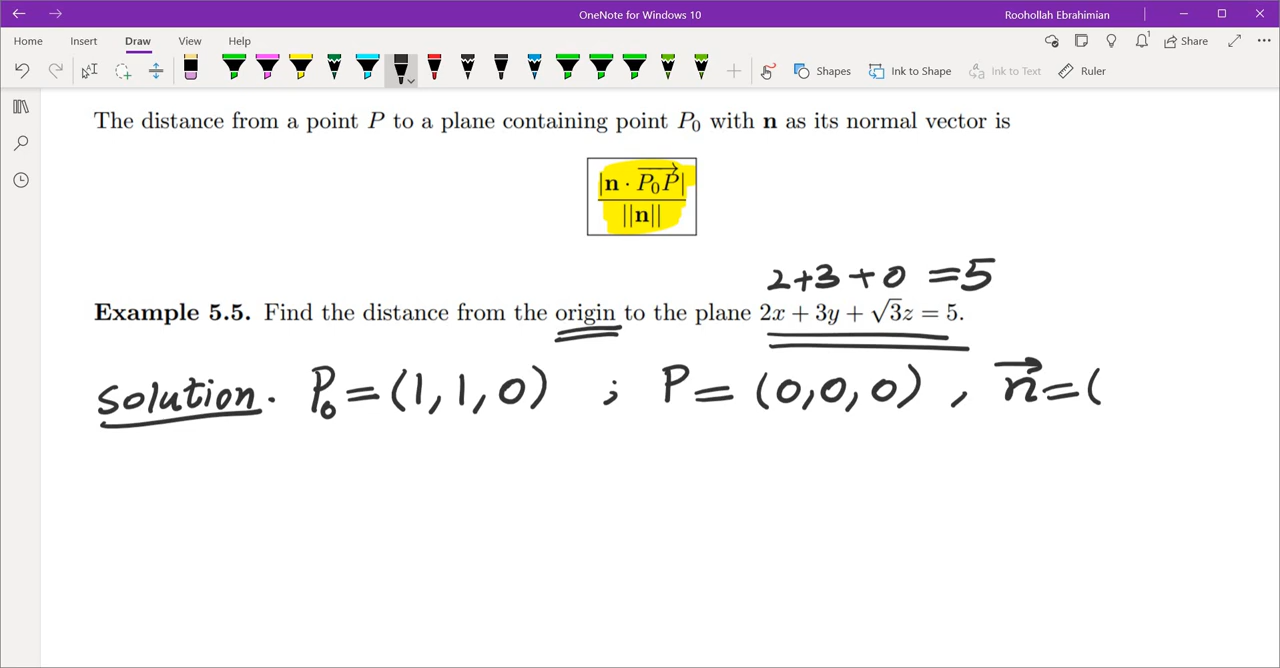 OneNote for Windows 10
Roohollah Ebrahimian
Home Insert Draw View Help
Share
Shapes Ink to Shape Ink to Text Ruler
The distance from a point P to a plane containing point P₀ with n as its normal vector is
|n · P₀P⃗|
||n||
2+3+0 =5
Example 5.5. Find the distance from the origin to the plane 2x + 3y + √3z = 5.
Solution. P₀=(1,1,0) ; P=(0,0,0), n⃗=(